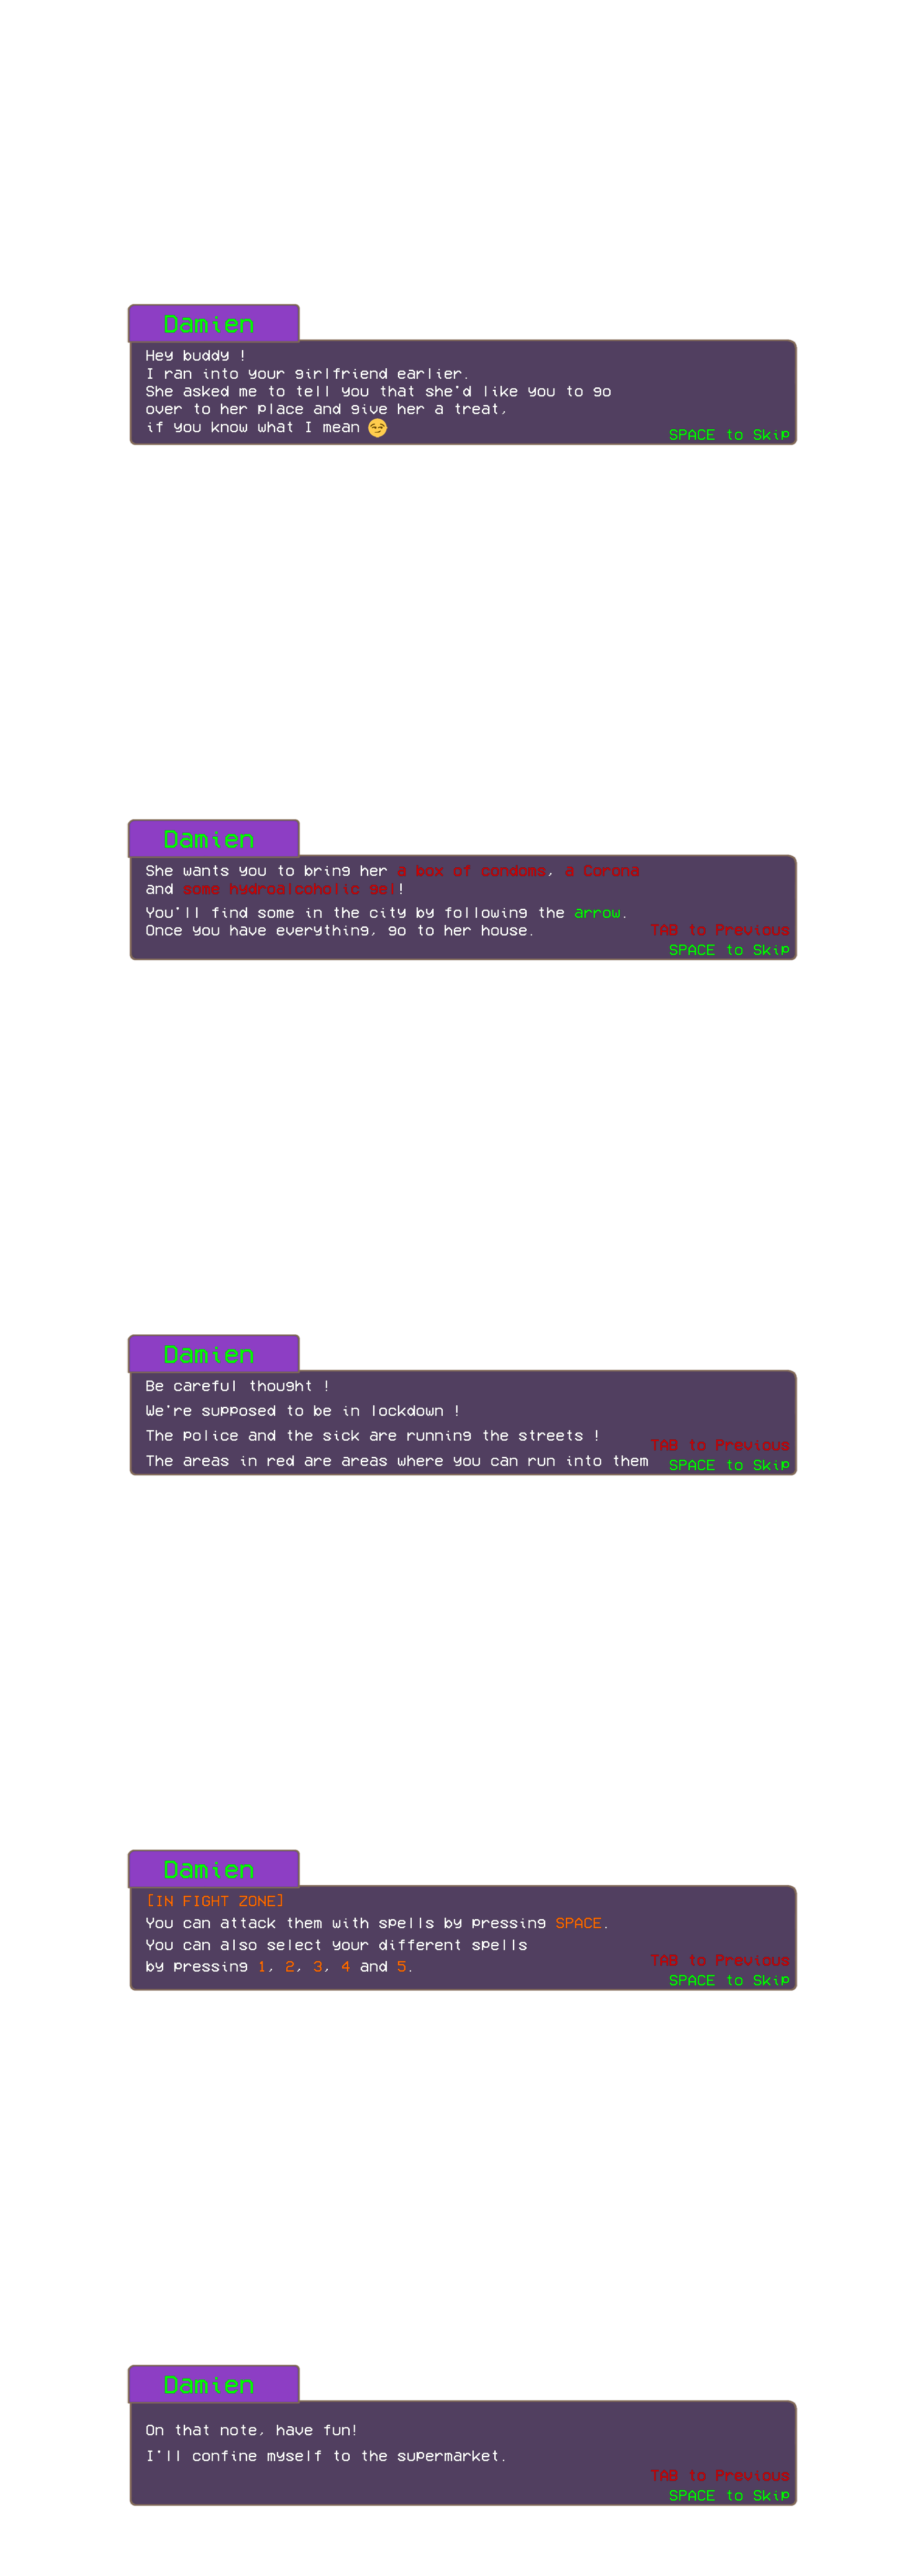 Damien
Hey buddy !
I ran into your girlfriend earlier.
She asked me to tell you that she'd like you to go
over to her place and give her a treat,
if you know what I mean 😏
SPACE to Skip
Damien
She wants you to bring her a box of condoms, a Corona
and some hydroalcoholic gel!
You'll find some in the city by following the arrow.
Once you have everything, go to her house.
TAB to Previous
SPACE to Skip
Damien
Be careful thought !
We're supposed to be in lockdown !
The police and the sick are running the streets !
TAB to Previous
The areas in red are areas where you can run into them
SPACE to Skip
Damien
[IN FIGHT ZONE]
You can attack them with spells by pressing SPACE.
You can also select your different spells
by pressing 1, 2, 3, 4 and 5.
TAB to Previous
SPACE to Skip
Damien
On that note, have fun!
I'll confine myself to the supermarket.
TAB to Previous
SPACE to Skip